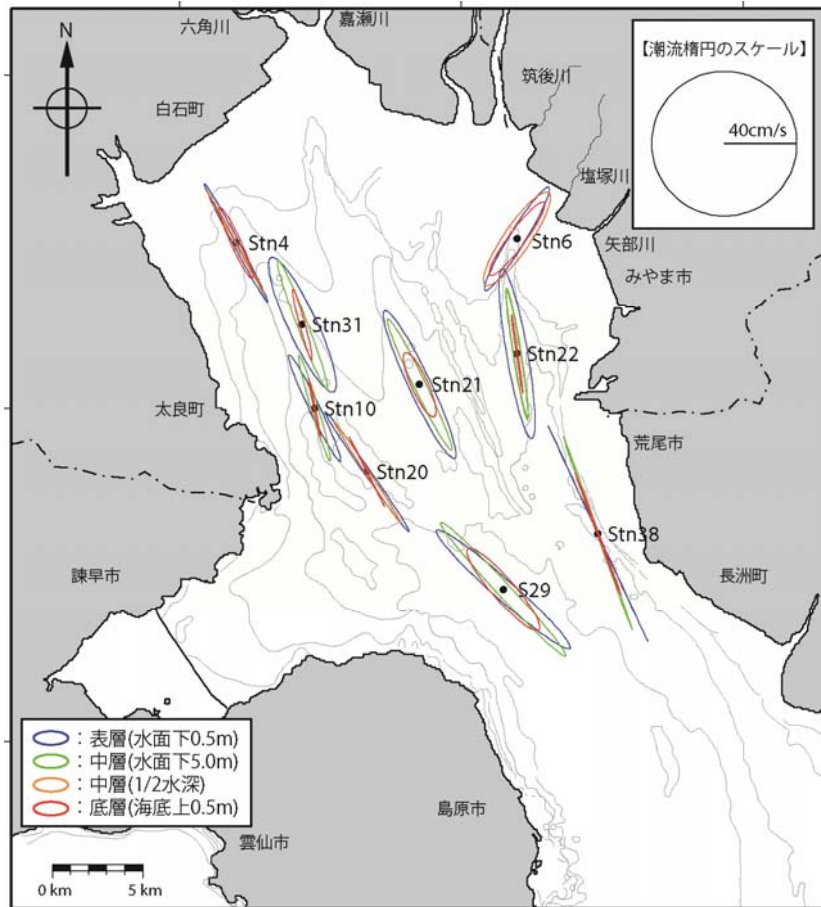 六角川
嘉瀬川
筑後川
N
白石町
【潮流楕円のスケール】
40cm/s
塩塚川
矢部川
みやま市
Stn4
Stn6
Stn31
Stn22
Stn21
太良町
Stn10
荒尾市
Stn20
Stn38
諫早市
S29
長洲町
：表層(水面下0.5m)
：中層(水面下5.0m)
：中層(1/2水深)
：底層(海底上0.5m)
島原市
雲仙市
0 km 5 km